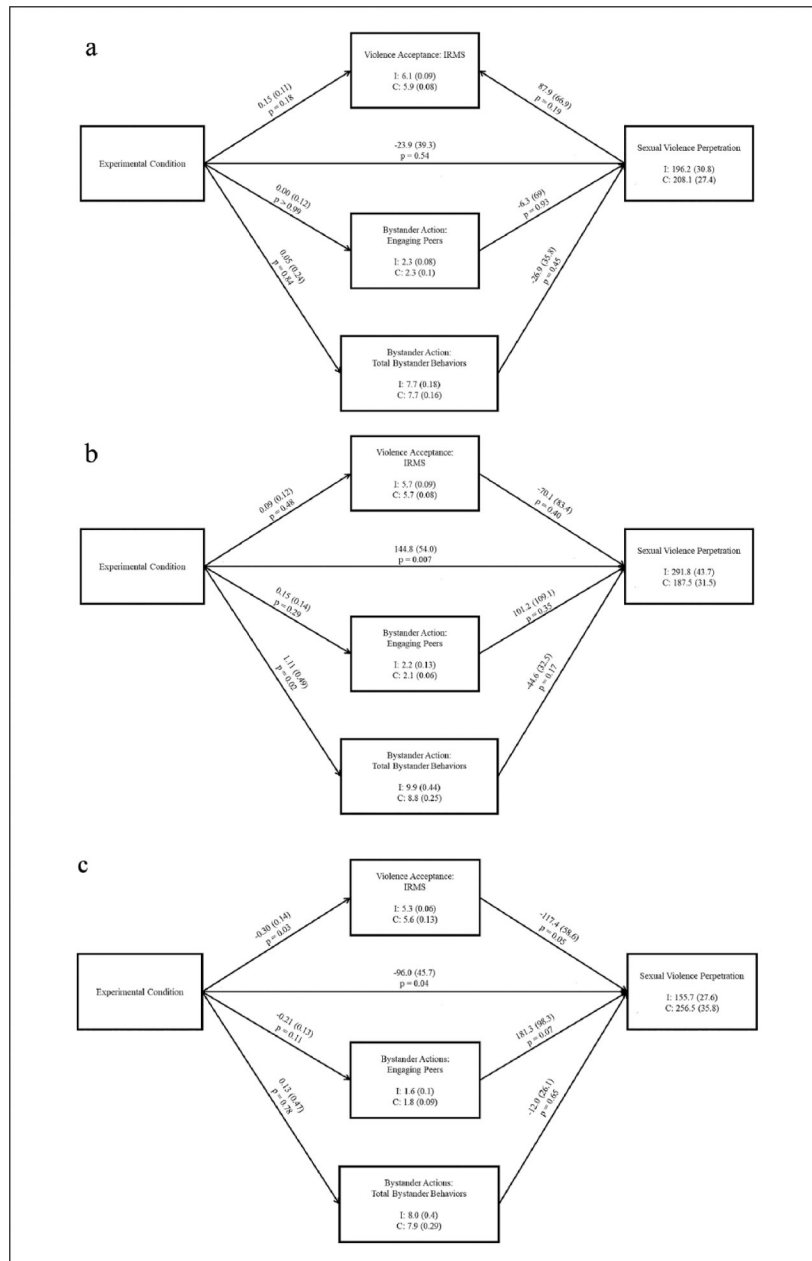 a
Violence Acceptance: IRMS
I: 6.1 (0.09)
C: 5.9 (0.08)
0.15 (0.11)
p = 0.18
87.9 (66.9)
p = 0.19
Experimental Condition
-23.9 (39.3)
p = 0.54
Sexual Violence Perpetration
I: 196.2 (30.8)
C: 208.1 (27.4)
0.00 (0.12)
p > 0.99
-6.3 (69)
p = 0.93
Bystander Action:
Engaging Peers
I: 2.3 (0.08)
C: 2.3 (0.1)
0.05 (0.24)
p = 0.84
-26.9 (35.8)
p = 0.45
Bystander Action:
Total Bystander Behaviors
I: 7.7 (0.18)
C: 7.7 (0.16)
b
Violence Acceptance:
IRMS
I: 5.7 (0.09)
C: 5.7 (0.08)
0.09 (0.12)
p = 0.48
-70.1 (83.4)
p = 0.40
Experimental Condition
144.8 (54.0)
p = 0.007
Sexual Violence Perpetration
I: 291.8 (43.7)
C: 187.5 (31.5)
0.15 (0.14)
p = 0.29
101.2 (109.1)
p = 0.35
Bystander Action:
Engaging Peers
I: 2.2 (0.13)
C: 2.1 (0.06)
1.11 (0.49)
p = 0.02
-44.6 (32.5)
p = 0.17
Bystander Action:
Total Bystander Behaviors
I: 9.9 (0.44)
C: 8.8 (0.25)
c
Violence Acceptance:
IRMS
I: 5.3 (0.06)
C: 5.6 (0.13)
-0.30 (0.14)
p = 0.03
-117.4 (58.6)
p = 0.05
Experimental Condition
-96.0 (45.7)
p = 0.04
Sexual Violence Perpetration
I: 155.7 (27.6)
C: 256.5 (35.8)
-0.21 (0.13)
p = 0.11
181.3 (98.3)
p = 0.07
Bystander Actions:
Engaging Peers
I: 1.6 (0.1)
C: 1.8 (0.09)
0.13 (0.47)
p = 0.78
-12.0 (26.1)
p = 0.65
Bystander Actions:
Total Bystander Behaviors
I: 8.0 (0.4)
C: 7.9 (0.29)